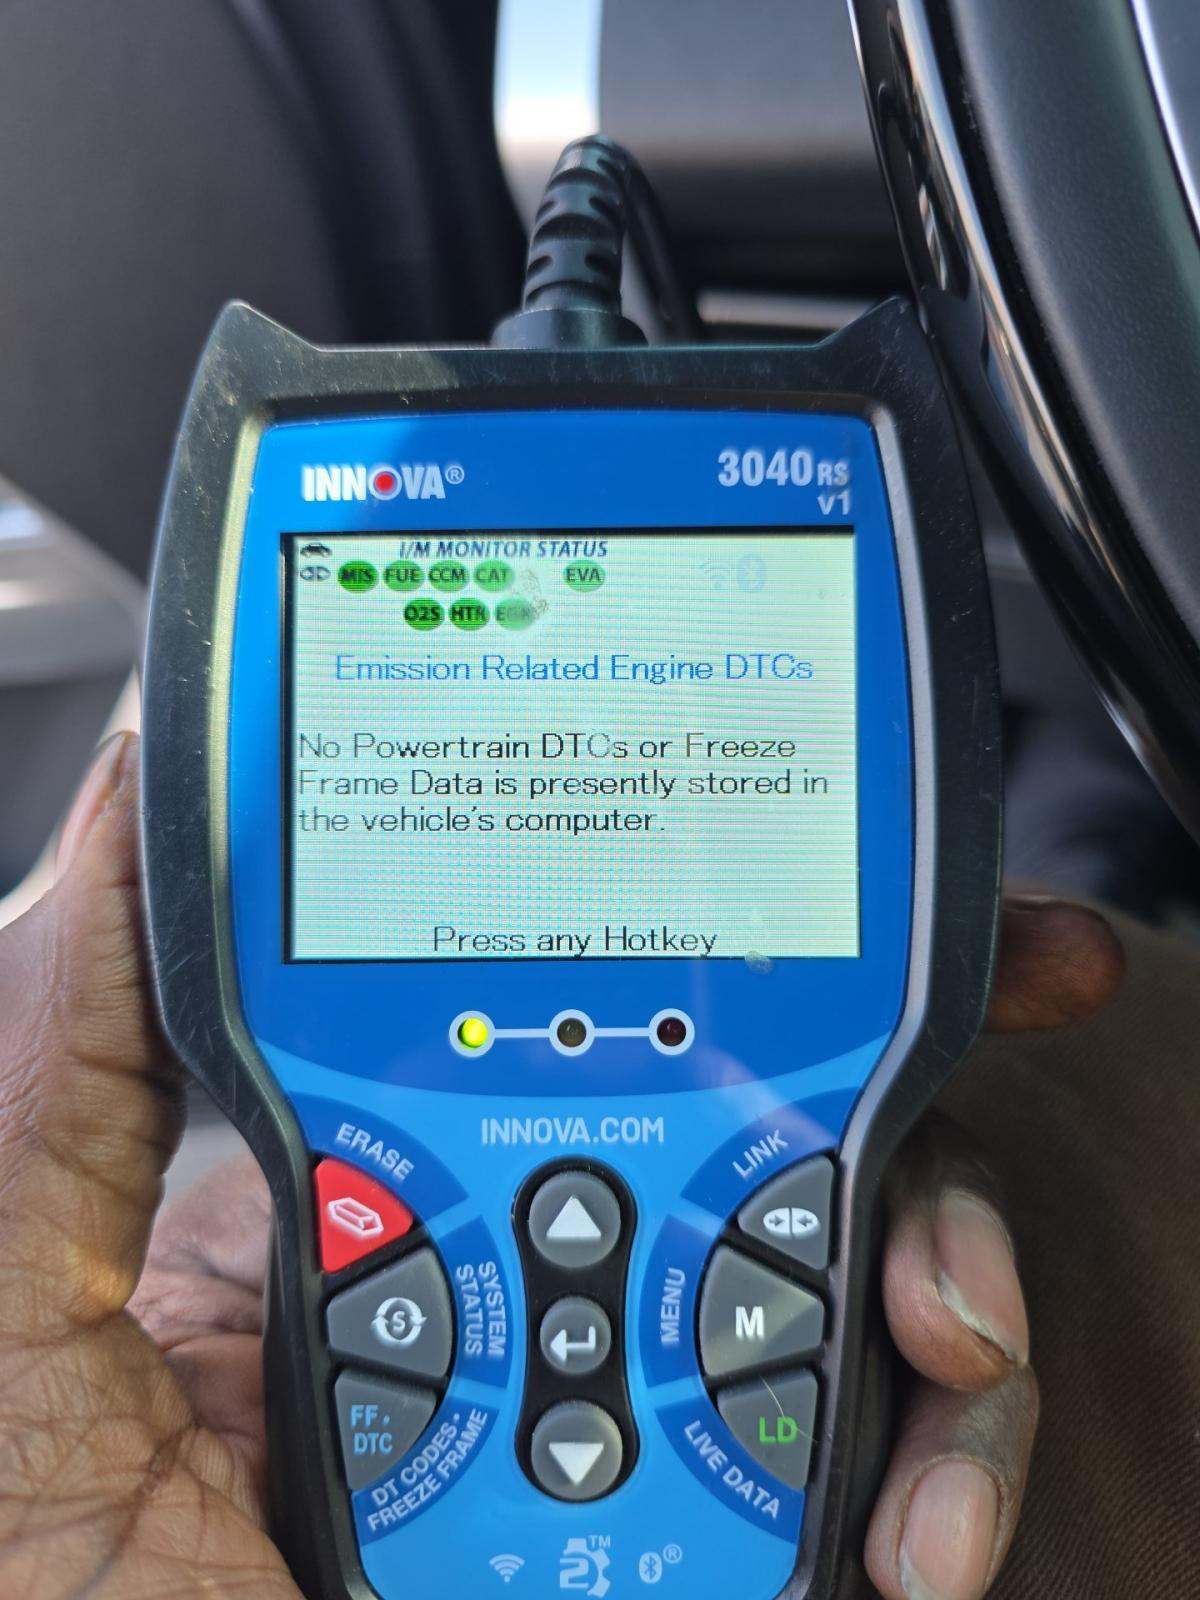 INNOVA®
3040RS
v1
I/M MONITOR STATUS
MIS FUE CCM CAT EVA
O2S HTR
Emission Related Engine DTCs
No Powertrain DTCs or Freeze
Frame Data is presently stored in
the vehicle's computer.
Press any Hotkey
INNOVA.COM
ERASE
LINK
S
SYSTEM
STATUS
MENU
M
FF.
DTC
DT CODES•
FREEZE FRAME
LD
LIVE DATA
2™
®